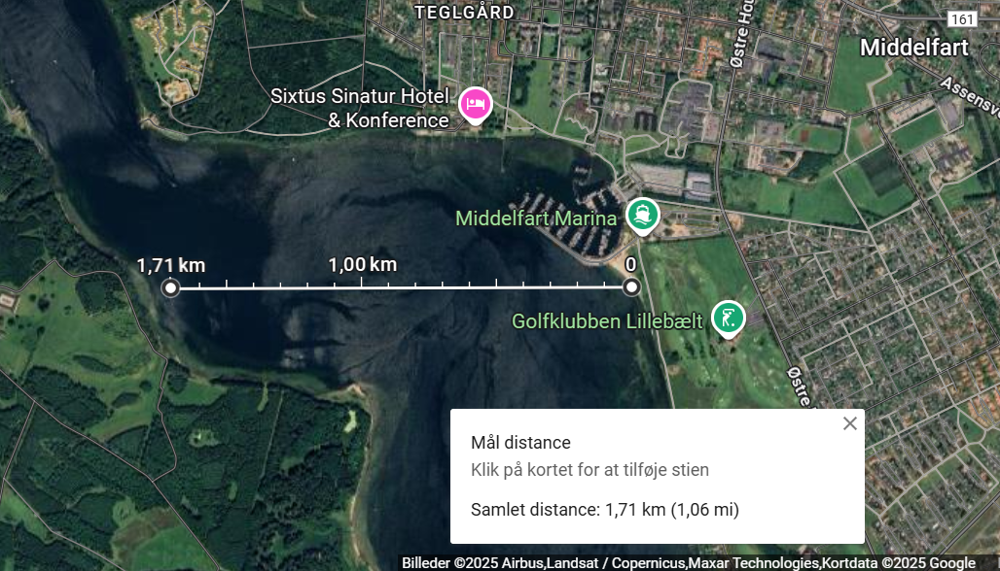 TEGLGÅRD
161
Østre Hou
Middelfart
Assensv
Sixtus Sinatur Hotel
& Konference
Middelfart Marina
1,71 km
1,00 km
0
Golfklubben Lillebælt
Østre
Mål distance
Klik på kortet for at tilføje stien
Samlet distance: 1,71 km (1,06 mi)
Billeder ©2025 Airbus,Landsat / Copernicus,Maxar Technologies,Kortdata ©2025 Google